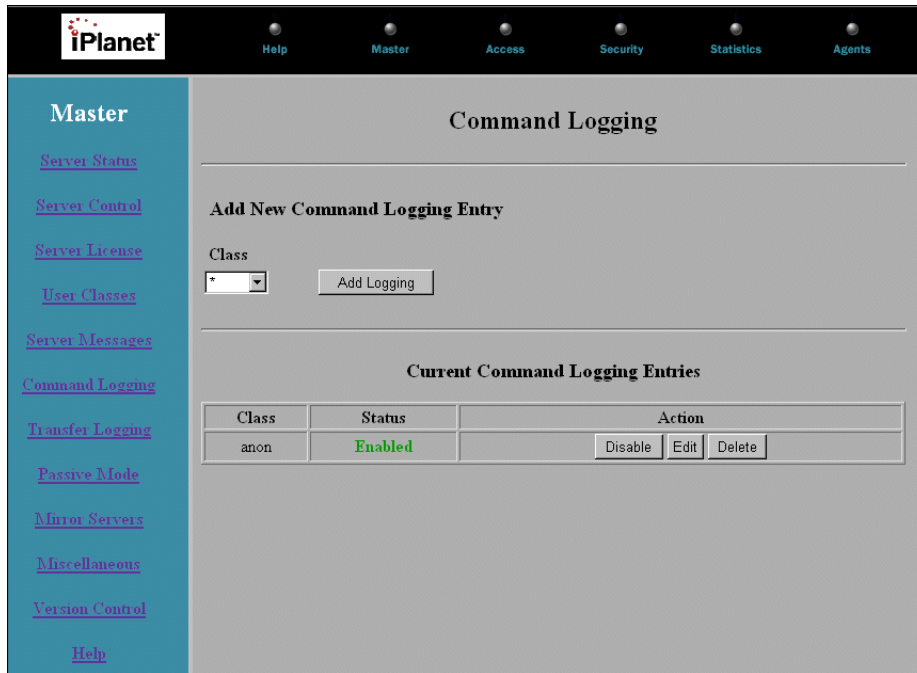 iPlanet™
Help Master Access Security Statistics Agents
Master
Server Status
Server Control
Server License
User Classes
Server Messages
Command Logging
Transfer Logging
Passive Mode
Mirror Servers
Miscellaneous
Version Control
Help
Command Logging
Add New Command Logging Entry
Class
* Add Logging
Current Command Logging Entries
Class Status Action
anon Enabled Disable Edit Delete